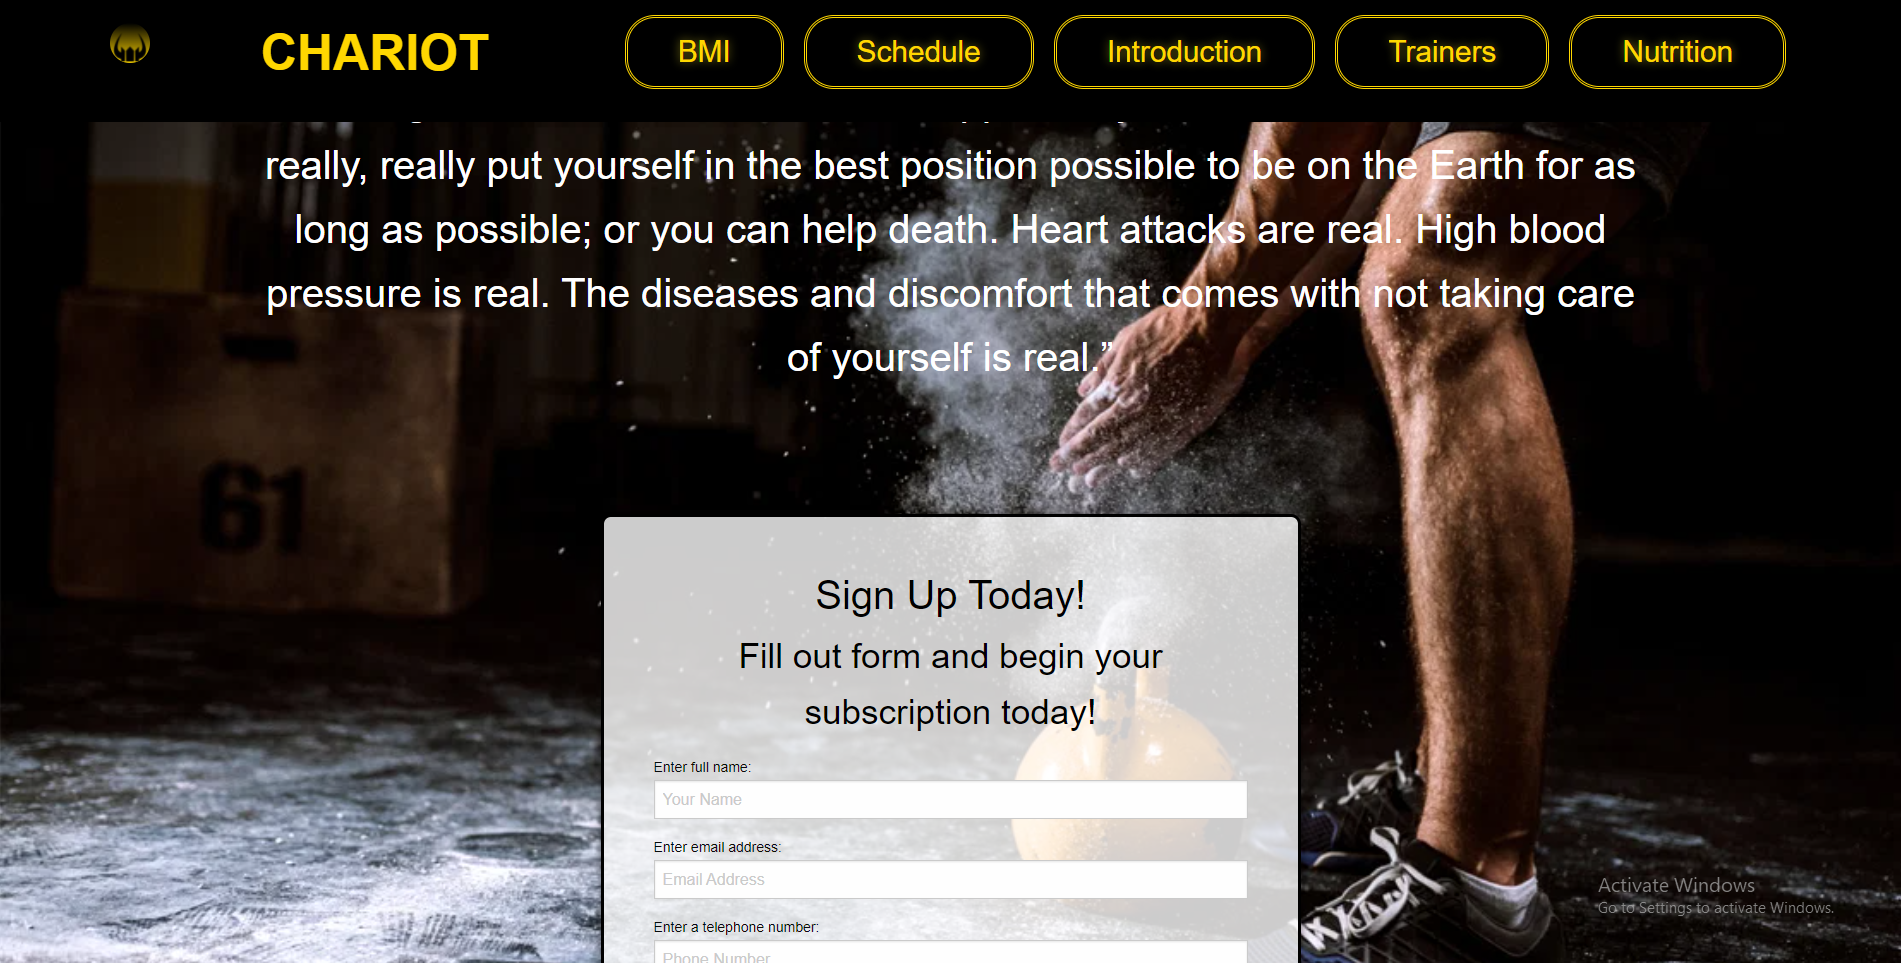 CHARIOT
BMI
Schedule
Introduction
Trainers
Nutrition
really, really put yourself in the best position possible to be on the Earth for as
long as possible; or you can help death. Heart attacks are real. High blood
pressure is real. The diseases and discomfort that comes with not taking care
of yourself is real.”
61
Sign Up Today!
Fill out form and begin your
subscription today!
Enter full name:
Your Name
Enter email address:
Email Address
Enter a telephone number:
Phone Number
Activate Windows
Go to Settings to activate Windows.